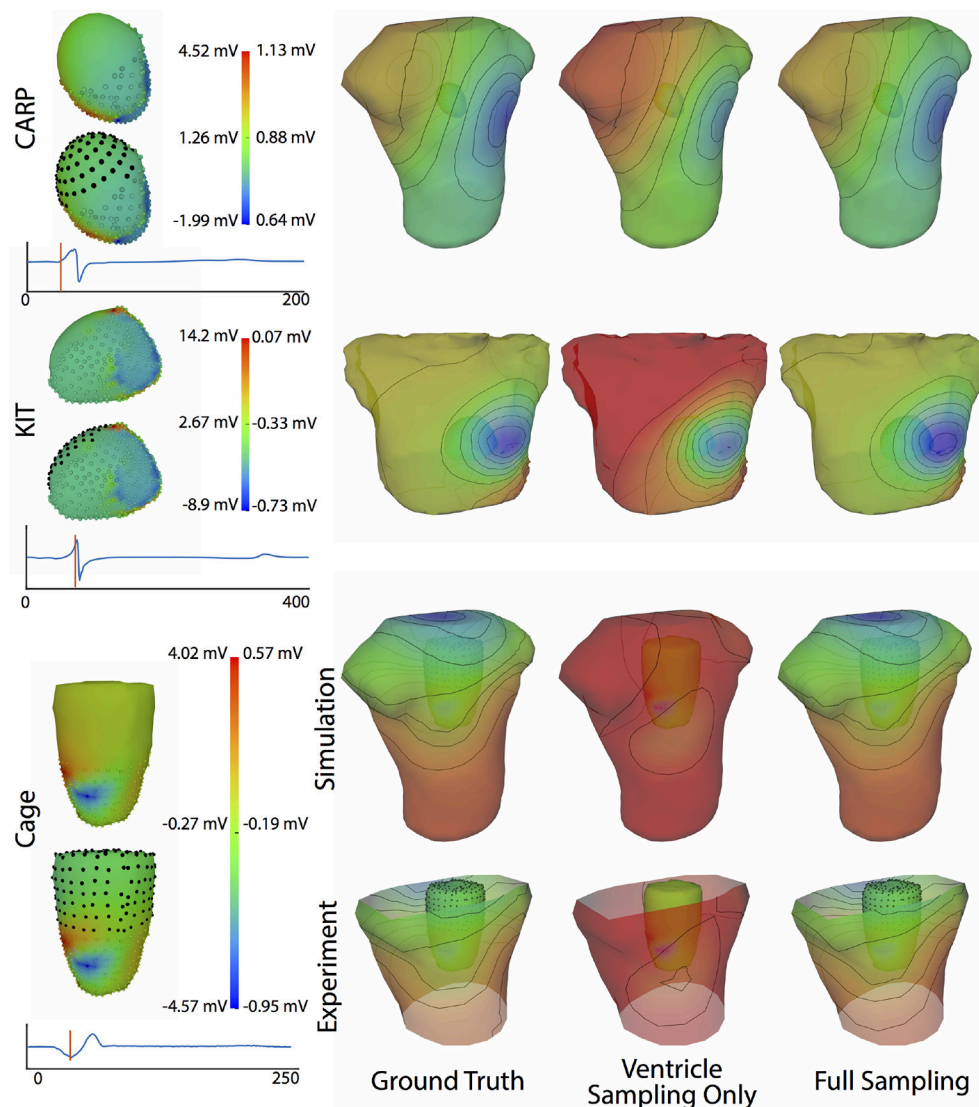 CARP
4.52 mV 1.13 mV
1.26 mV 0.88 mV
-1.99 mV 0.64 mV
0 200
KIT
14.2 mV 0.07 mV
2.67 mV -0.33 mV
-8.9 mV -0.73 mV
0 400
Cage
4.02 mV 0.57 mV
-0.27 mV -0.19 mV
-4.57 mV -0.95 mV
0 250
Simulation
Experiment
Ground Truth
Ventricle
Sampling Only
Full Sampling